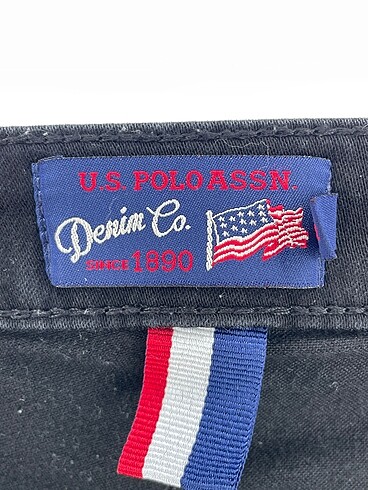 U.S. POLO ASSN.
Denim Co.
SINCE 1890